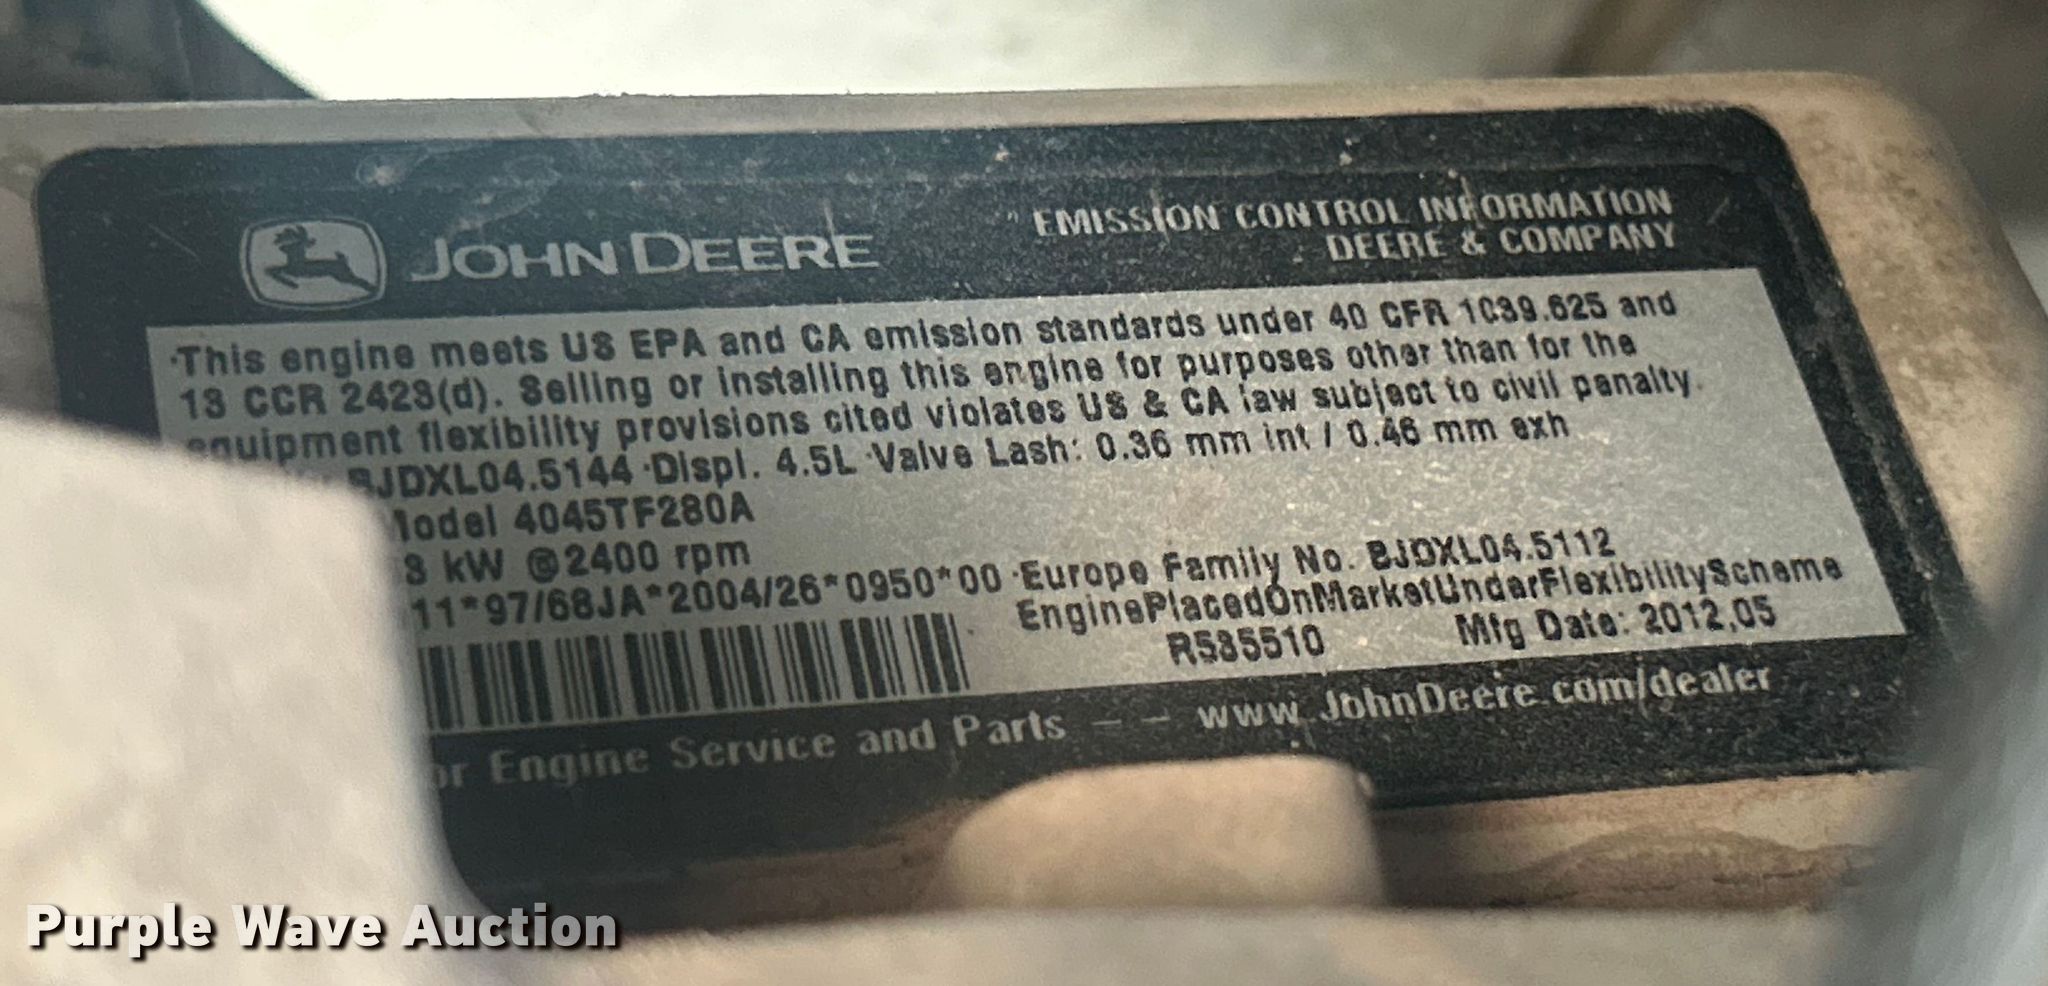 JOHN DEERE
EMISSION CONTROL INFORMATION
DEERE & COMPANY
·This engine meets US EPA and CA emission standards under 40 CFR 1039.625 and
13 CCR 2423(d). Selling or installing this engine for purposes other than for the
equipment flexibility provisions cited violates US & CA law subject to civil penalty.
BJDXL04.5144 ·Displ. 4.5L ·Valve Lash: 0.36 mm int / 0.46 mm exh
Model 4045TF280A
3 kW @2400 rpm
11*97/68JA*2004/26*0950*00 ·Europe Family No. BJDXL04.5112
EnginePlacedOnMarketUnderFlexibilityScheme
R535510 Mfg Date: 2012,05
or Engine Service and Parts -- www.JohnDeere.com/dealer
Purple Wave Auction